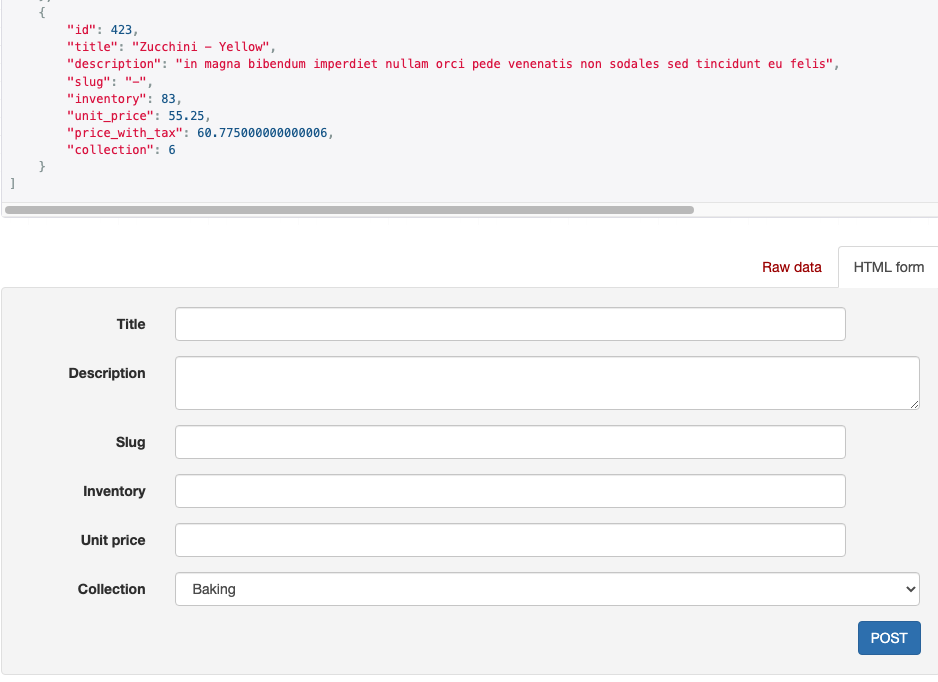 {
"id": 423,
"title": "Zucchini - Yellow",
"description": "in magna bibendum imperdiet nullam orci pede venenatis non sodales sed tincidunt eu felis",
"slug": "-",
"inventory": 83,
"unit_price": 55.25,
"price_with_tax": 60.775000000000006,
"collection": 6
}
]
Raw data HTML form
Title
Description
Slug
Inventory
Unit price
Collection Baking
POST